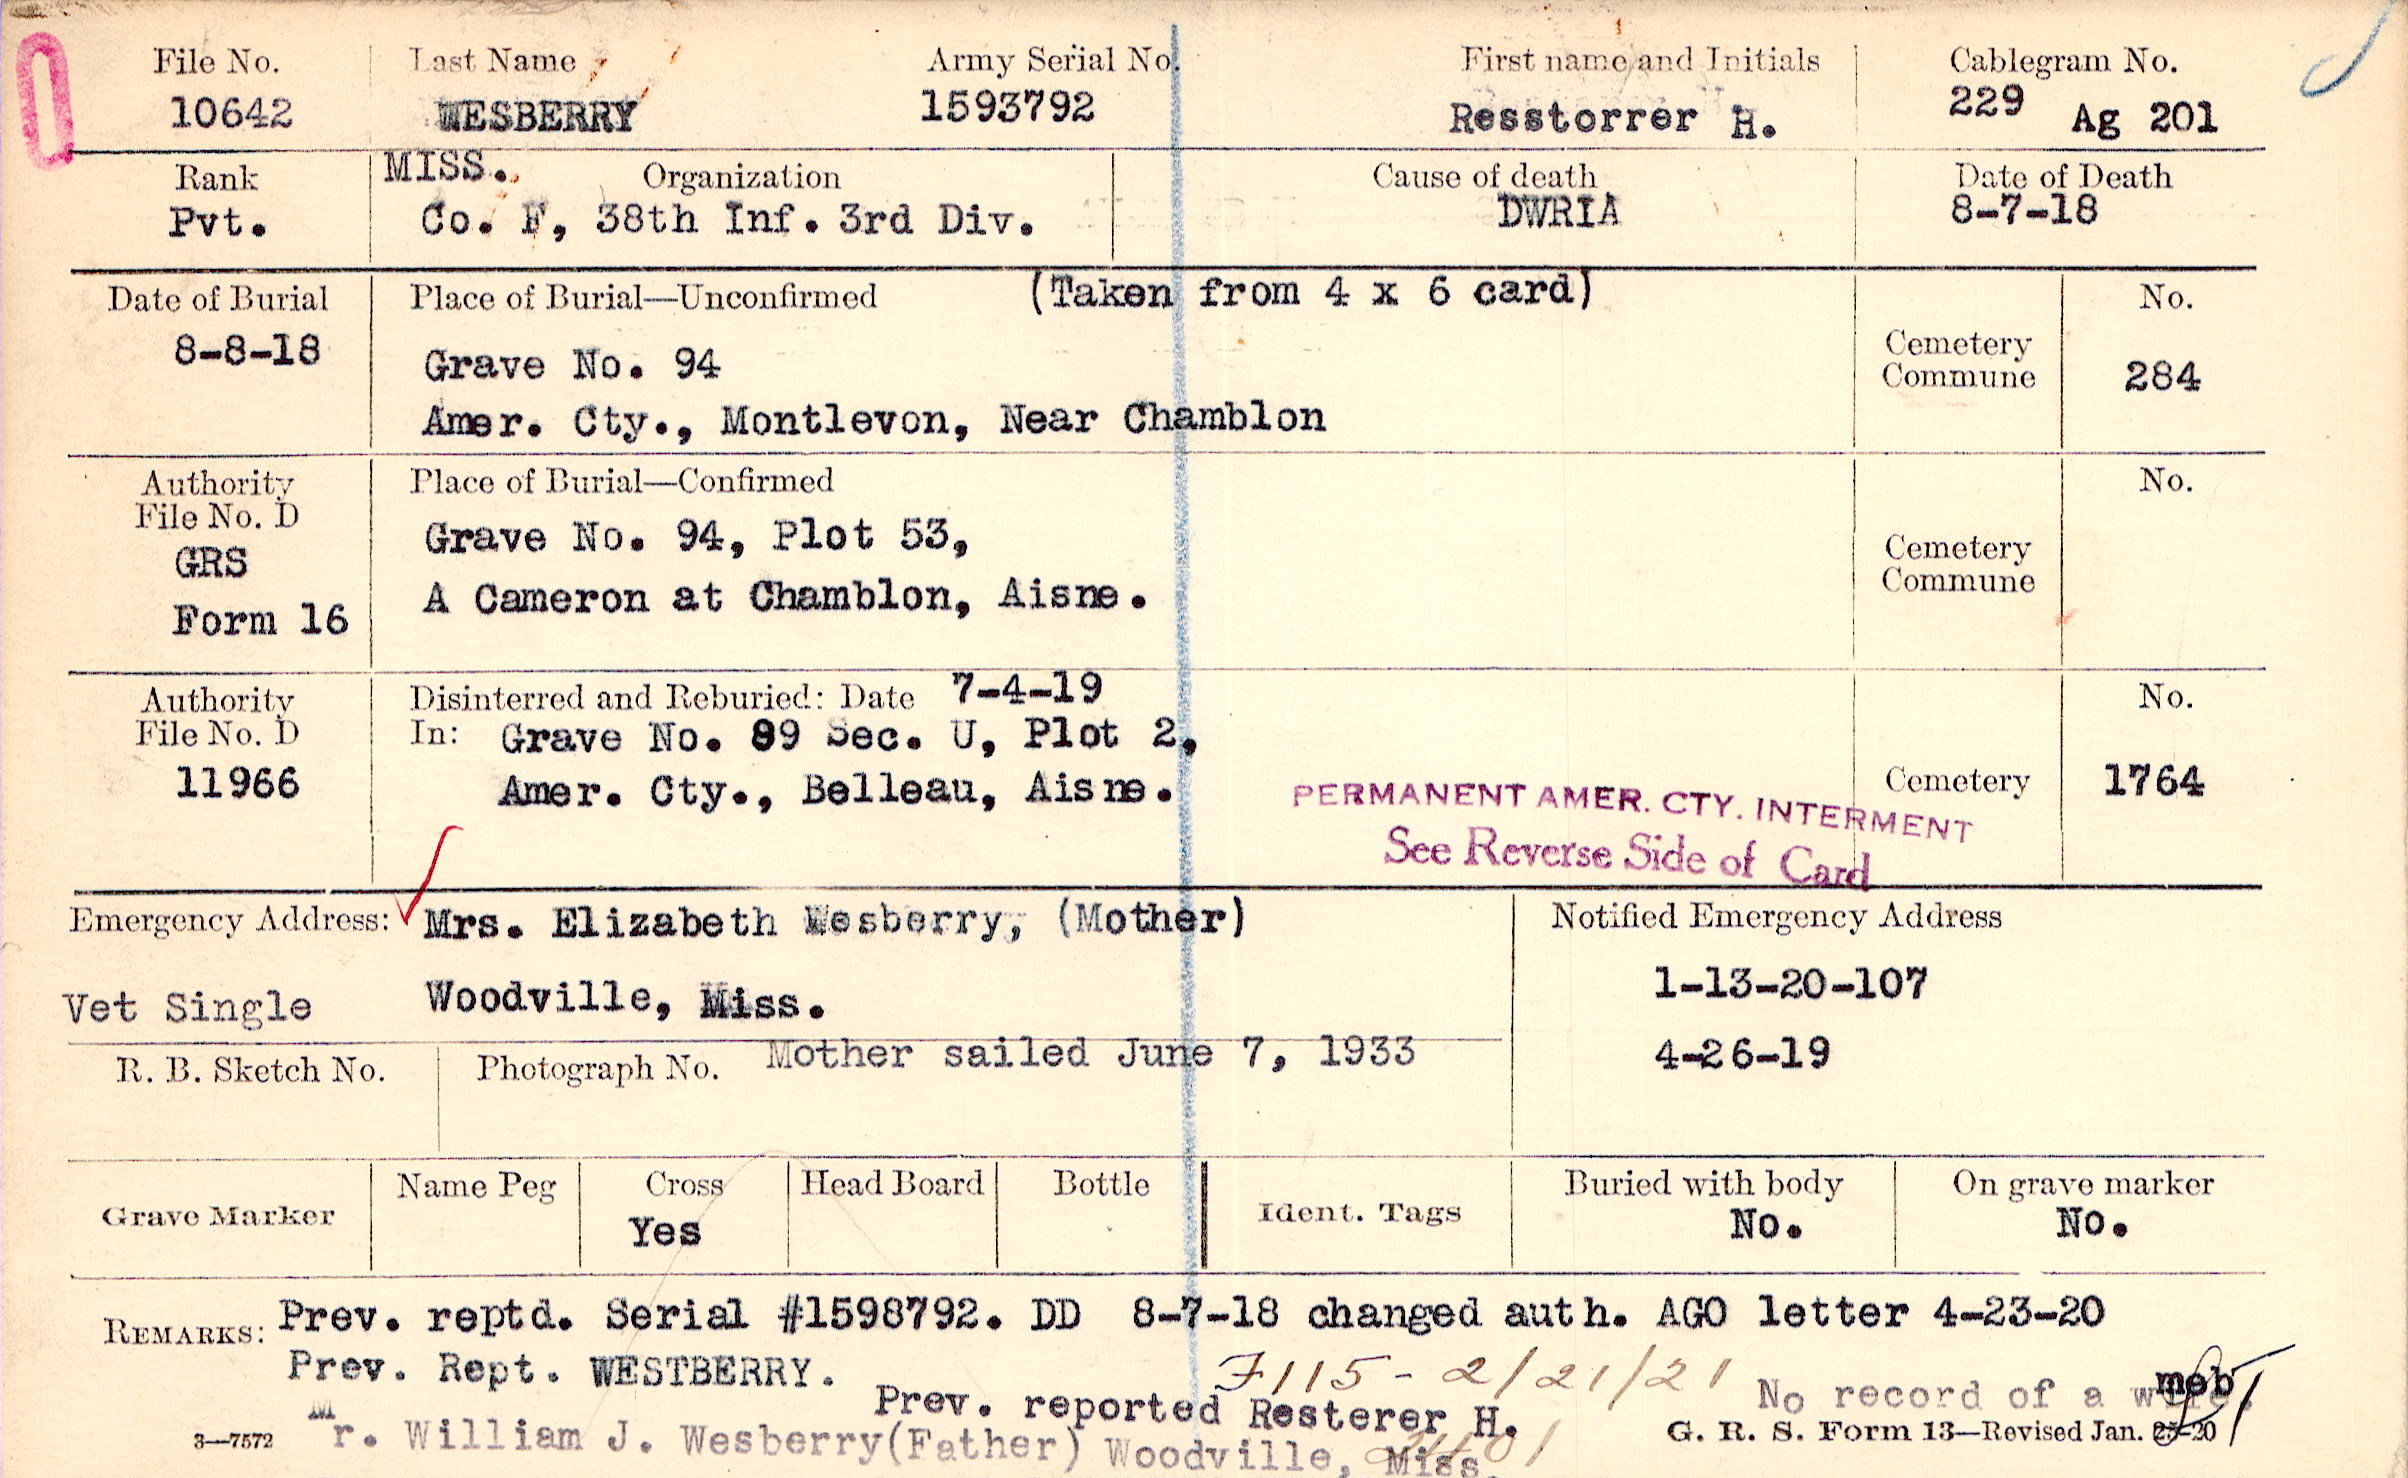 File No. Last Name Army Serial No. First name and Initials Cablegram No.
10642 WESBERRY 1593792 Resstorrer H. 229 Ag 201
Rank MISS. Organization Cause of death Date of Death
Pvt. Co. F, 38th Inf. 3rd Div. DWRIA 8-7-18
Date of Burial Place of Burial—Unconfirmed (Taken from 4 x 6 card) No.
8-8-18 Grave No. 94 Cemetery Commune 284
Amer. Cty., Montlevon, Near Chamblon
Authority Place of Burial—Confirmed No.
File No. D
GRS Grave No. 94, Plot 53, Cemetery Commune
Form 16 A Cameron at Chamblon, Aisne.
Authority Disinterred and Reburied: Date 7-4-19 No.
File No. D In: Grave No. 89 Sec. U, Plot 2,
11966 Amer. Cty., Belleau, Aisne. Cemetery 1764
PERMANENT AMER. CTY. INTERMENT
See Reverse Side of Card
Emergency Address: Mrs. Elizabeth Wesberry, (Mother) Notified Emergency Address
Vet Single Woodville, Miss. 1-13-20-107
R. B. Sketch No. Photograph No. Mother sailed June 7, 1933 4-26-19
Grave Marker Name Peg Cross Head Board Bottle Ident. Tags Buried with body On grave marker
Yes No. No.
REMARKS: Prev. reptd. Serial #1598792. DD 8-7-18 changed auth. AGO letter 4-23-20
Prev. Rept. WESTBERRY. 7115 - 2/21/21 No record of a meb
Prev. reported Resterer H.
3—7572 Mr. William J. Wesberry(Father) Woodville, Miss. G. R. S. Form 13—Revised Jan.